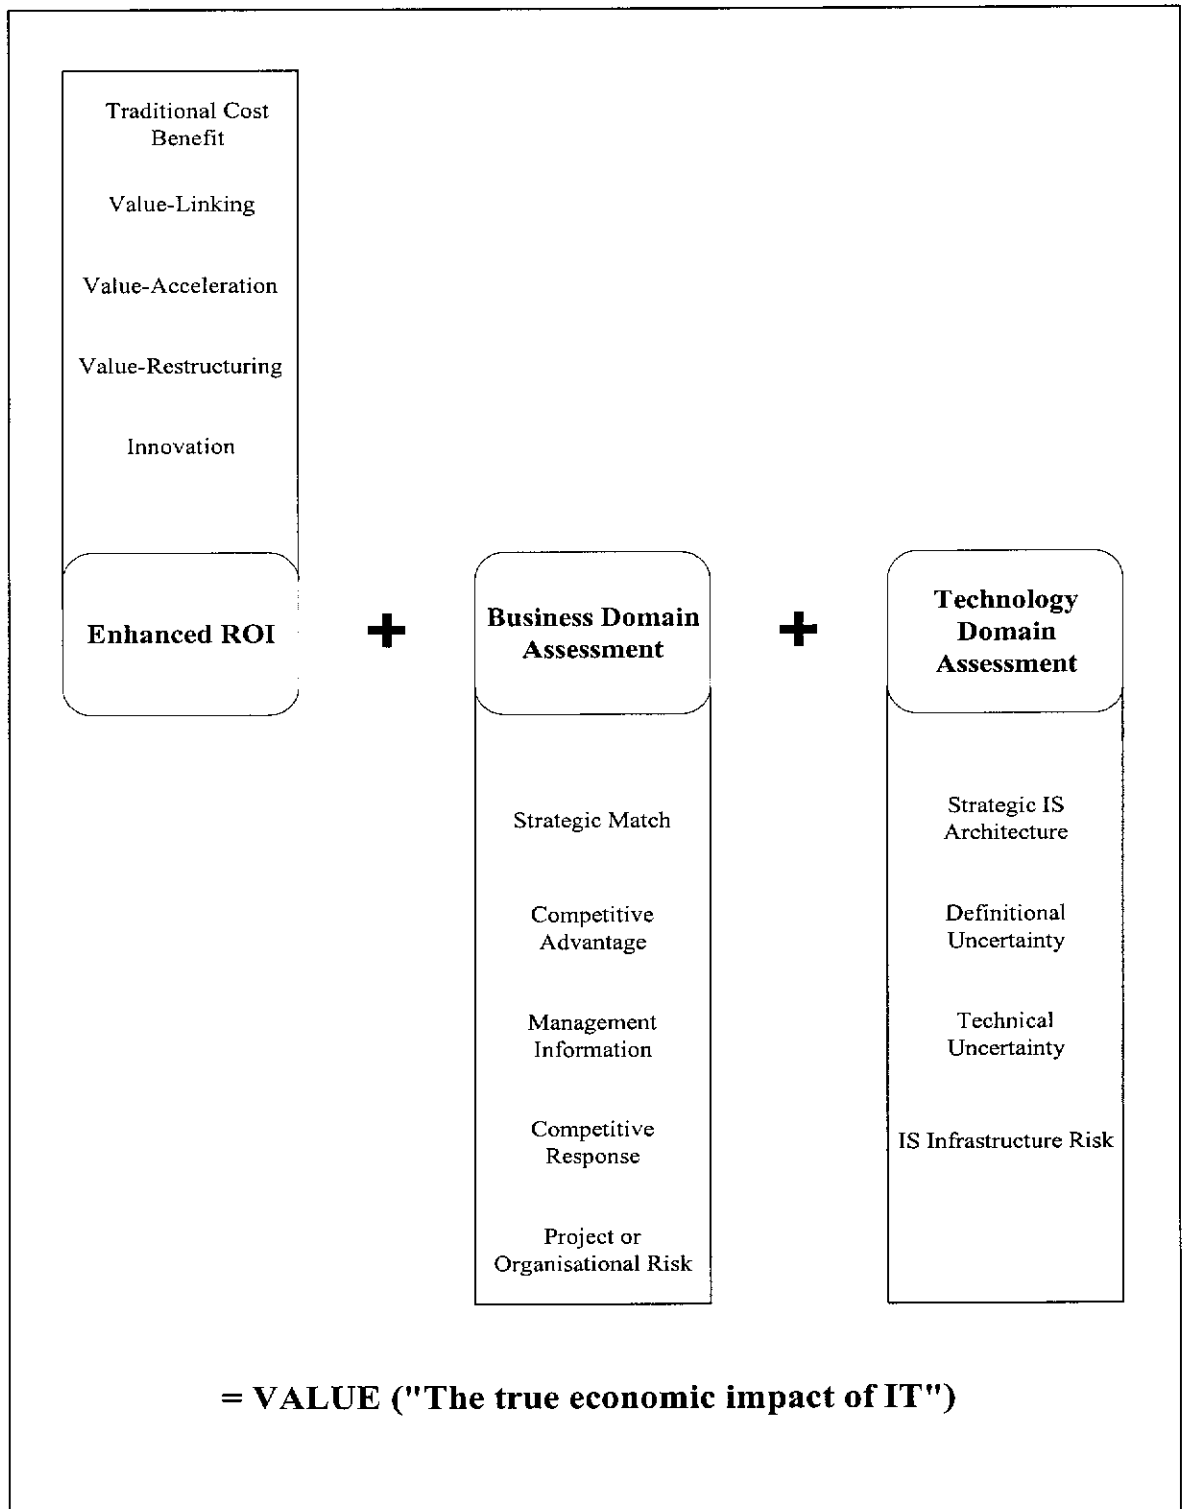 Traditional Cost
Benefit
Value-Linking
Value-Acceleration
Value-Restructuring
Innovation
Enhanced ROI
+
Business Domain
Assessment
+
Technology
Domain
Assessment
Strategic Match
Competitive
Advantage
Management
Information
Competitive
Response
Project or
Organisational Risk
Strategic IS
Architecture
Definitional
Uncertainty
Technical
Uncertainty
IS Infrastructure Risk
= VALUE ("The true economic impact of IT")